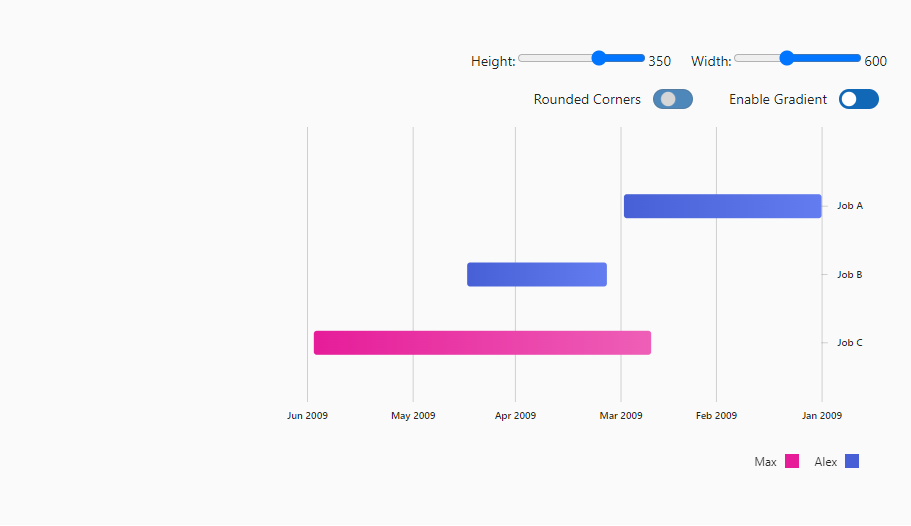 Height: 350 Width: 600
Rounded Corners Enable Gradient
Job A
Job B
Job C
Jun 2009 May 2009 Apr 2009 Mar 2009 Feb 2009 Jan 2009
Max Alex